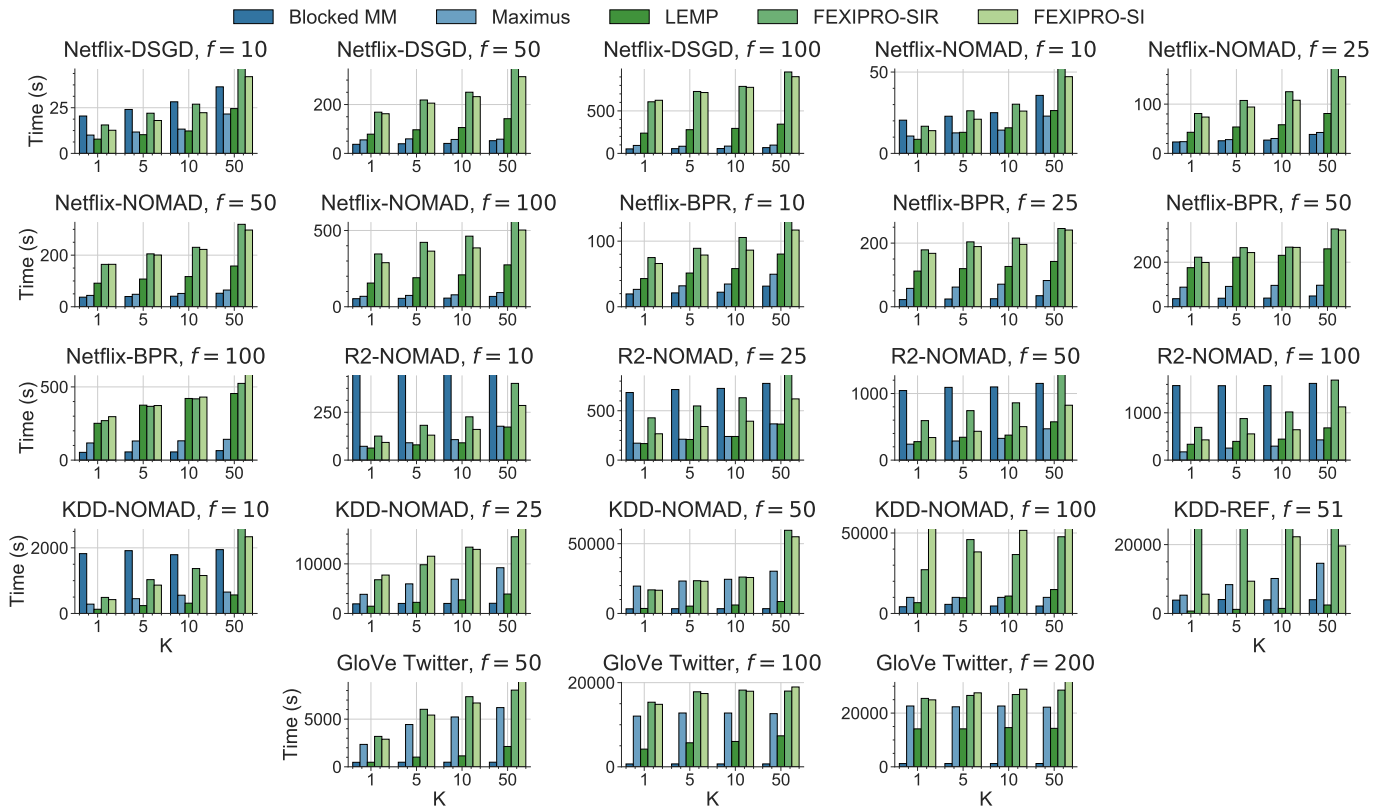 Blocked MM Maximus LEMP FEXIPRO-SIR FEXIPRO-SI
Netflix-DSGD, f = 10 Netflix-DSGD, f = 50 Netflix-DSGD, f = 100 Netflix-NOMAD, f = 10 Netflix-NOMAD, f = 25
Time (s)
25
0
200
0
500
0
50
0
100
0
1 5 10 50 1 5 10 50 1 5 10 50 1 5 10 50 1 5 10 50
Netflix-NOMAD, f = 50 Netflix-NOMAD, f = 100 Netflix-BPR, f = 10 Netflix-BPR, f = 25 Netflix-BPR, f = 50
Time (s)
200
0
500
0
100
0
200
0
200
0
1 5 10 50 1 5 10 50 1 5 10 50 1 5 10 50 1 5 10 50
Netflix-BPR, f = 100 R2-NOMAD, f = 10 R2-NOMAD, f = 25 R2-NOMAD, f = 50 R2-NOMAD, f = 100
Time (s)
500
0
250
0
500
0
1000
0
1000
0
1 5 10 50 1 5 10 50 1 5 10 50 1 5 10 50 1 5 10 50
KDD-NOMAD, f = 10 KDD-NOMAD, f = 25 KDD-NOMAD, f = 50 KDD-NOMAD, f = 100 KDD-REF, f = 51
Time (s)
2000
0
10000
0
50000
0
50000
0
20000
0
1 5 10 50 1 5 10 50 1 5 10 50 1 5 10 50 1 5 10 50
K K
GloVe Twitter, f = 50 GloVe Twitter, f = 100 GloVe Twitter, f = 200
Time (s)
5000
0
20000
0
20000
0
1 5 10 50 1 5 10 50 1 5 10 50
K K K